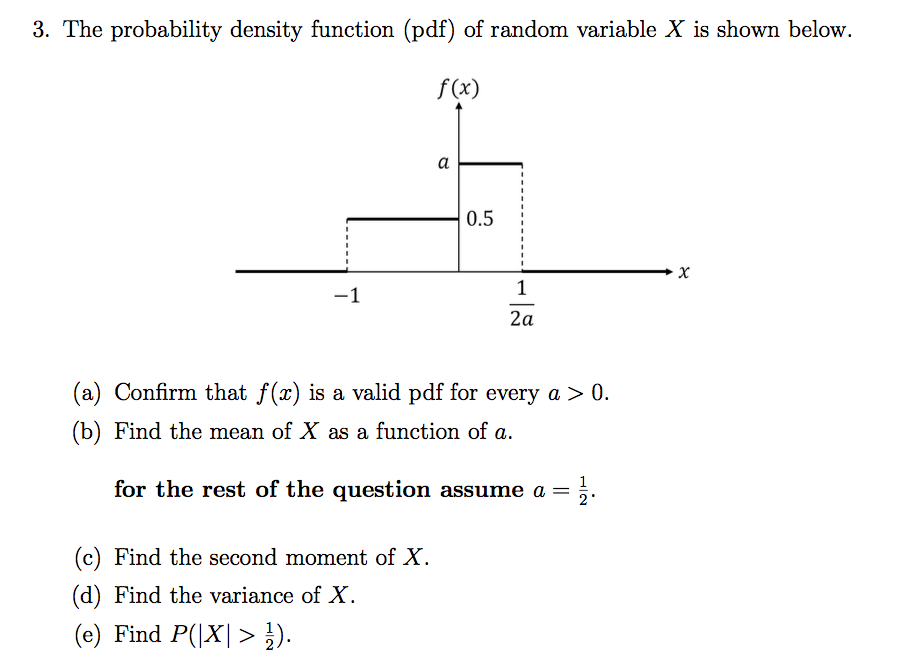 3. The probability density function (pdf) of random variable X is shown below.
f(x)
a
0.5
x
−1
1
2a
(a) Confirm that f(x) is a valid pdf for every a > 0.
(b) Find the mean of X as a function of a.
for the rest of the question assume a = 1/2.
(c) Find the second moment of X.
(d) Find the variance of X.
(e) Find P(|X| > 1/2).